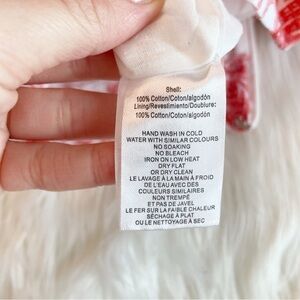 Shell:
100% Cotton/Coton/algodón
Lining/Revestimiento/Doublure:
100% Cotton/Coton/algodón
HAND WASH IN COLD
WATER WITH SIMILAR COLOURS
NO SOAKING
NO BLEACH
IRON ON LOW HEAT
DRY FLAT
OR DRY CLEAN
LE LAVAGE À LA MAIN À FROID
DE L'EAU AVEC DES
COULEURS SIMILAIRES
NON TREMPÉ
ET PAS DE JAVEL
LE FER SUR LA FAIBLE CHALEUR
SÉCHAGE À PLAT
OU LE NETTOYAGE À SEC